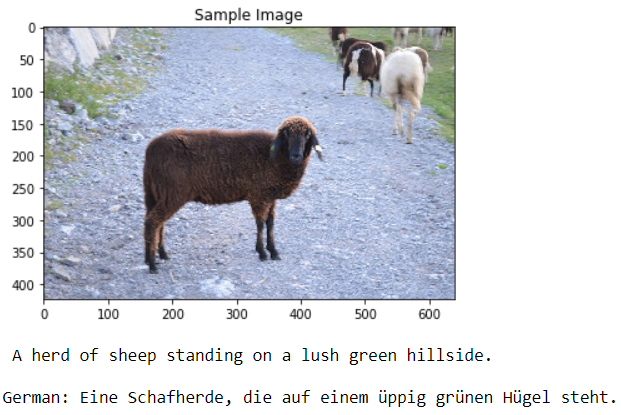 Sample Image
0
50
100
150
200
250
300
350
400
0 100 200 300 400 500 600
A herd of sheep standing on a lush green hillside.
German: Eine Schafherde, die auf einem üppig grünen Hügel steht.